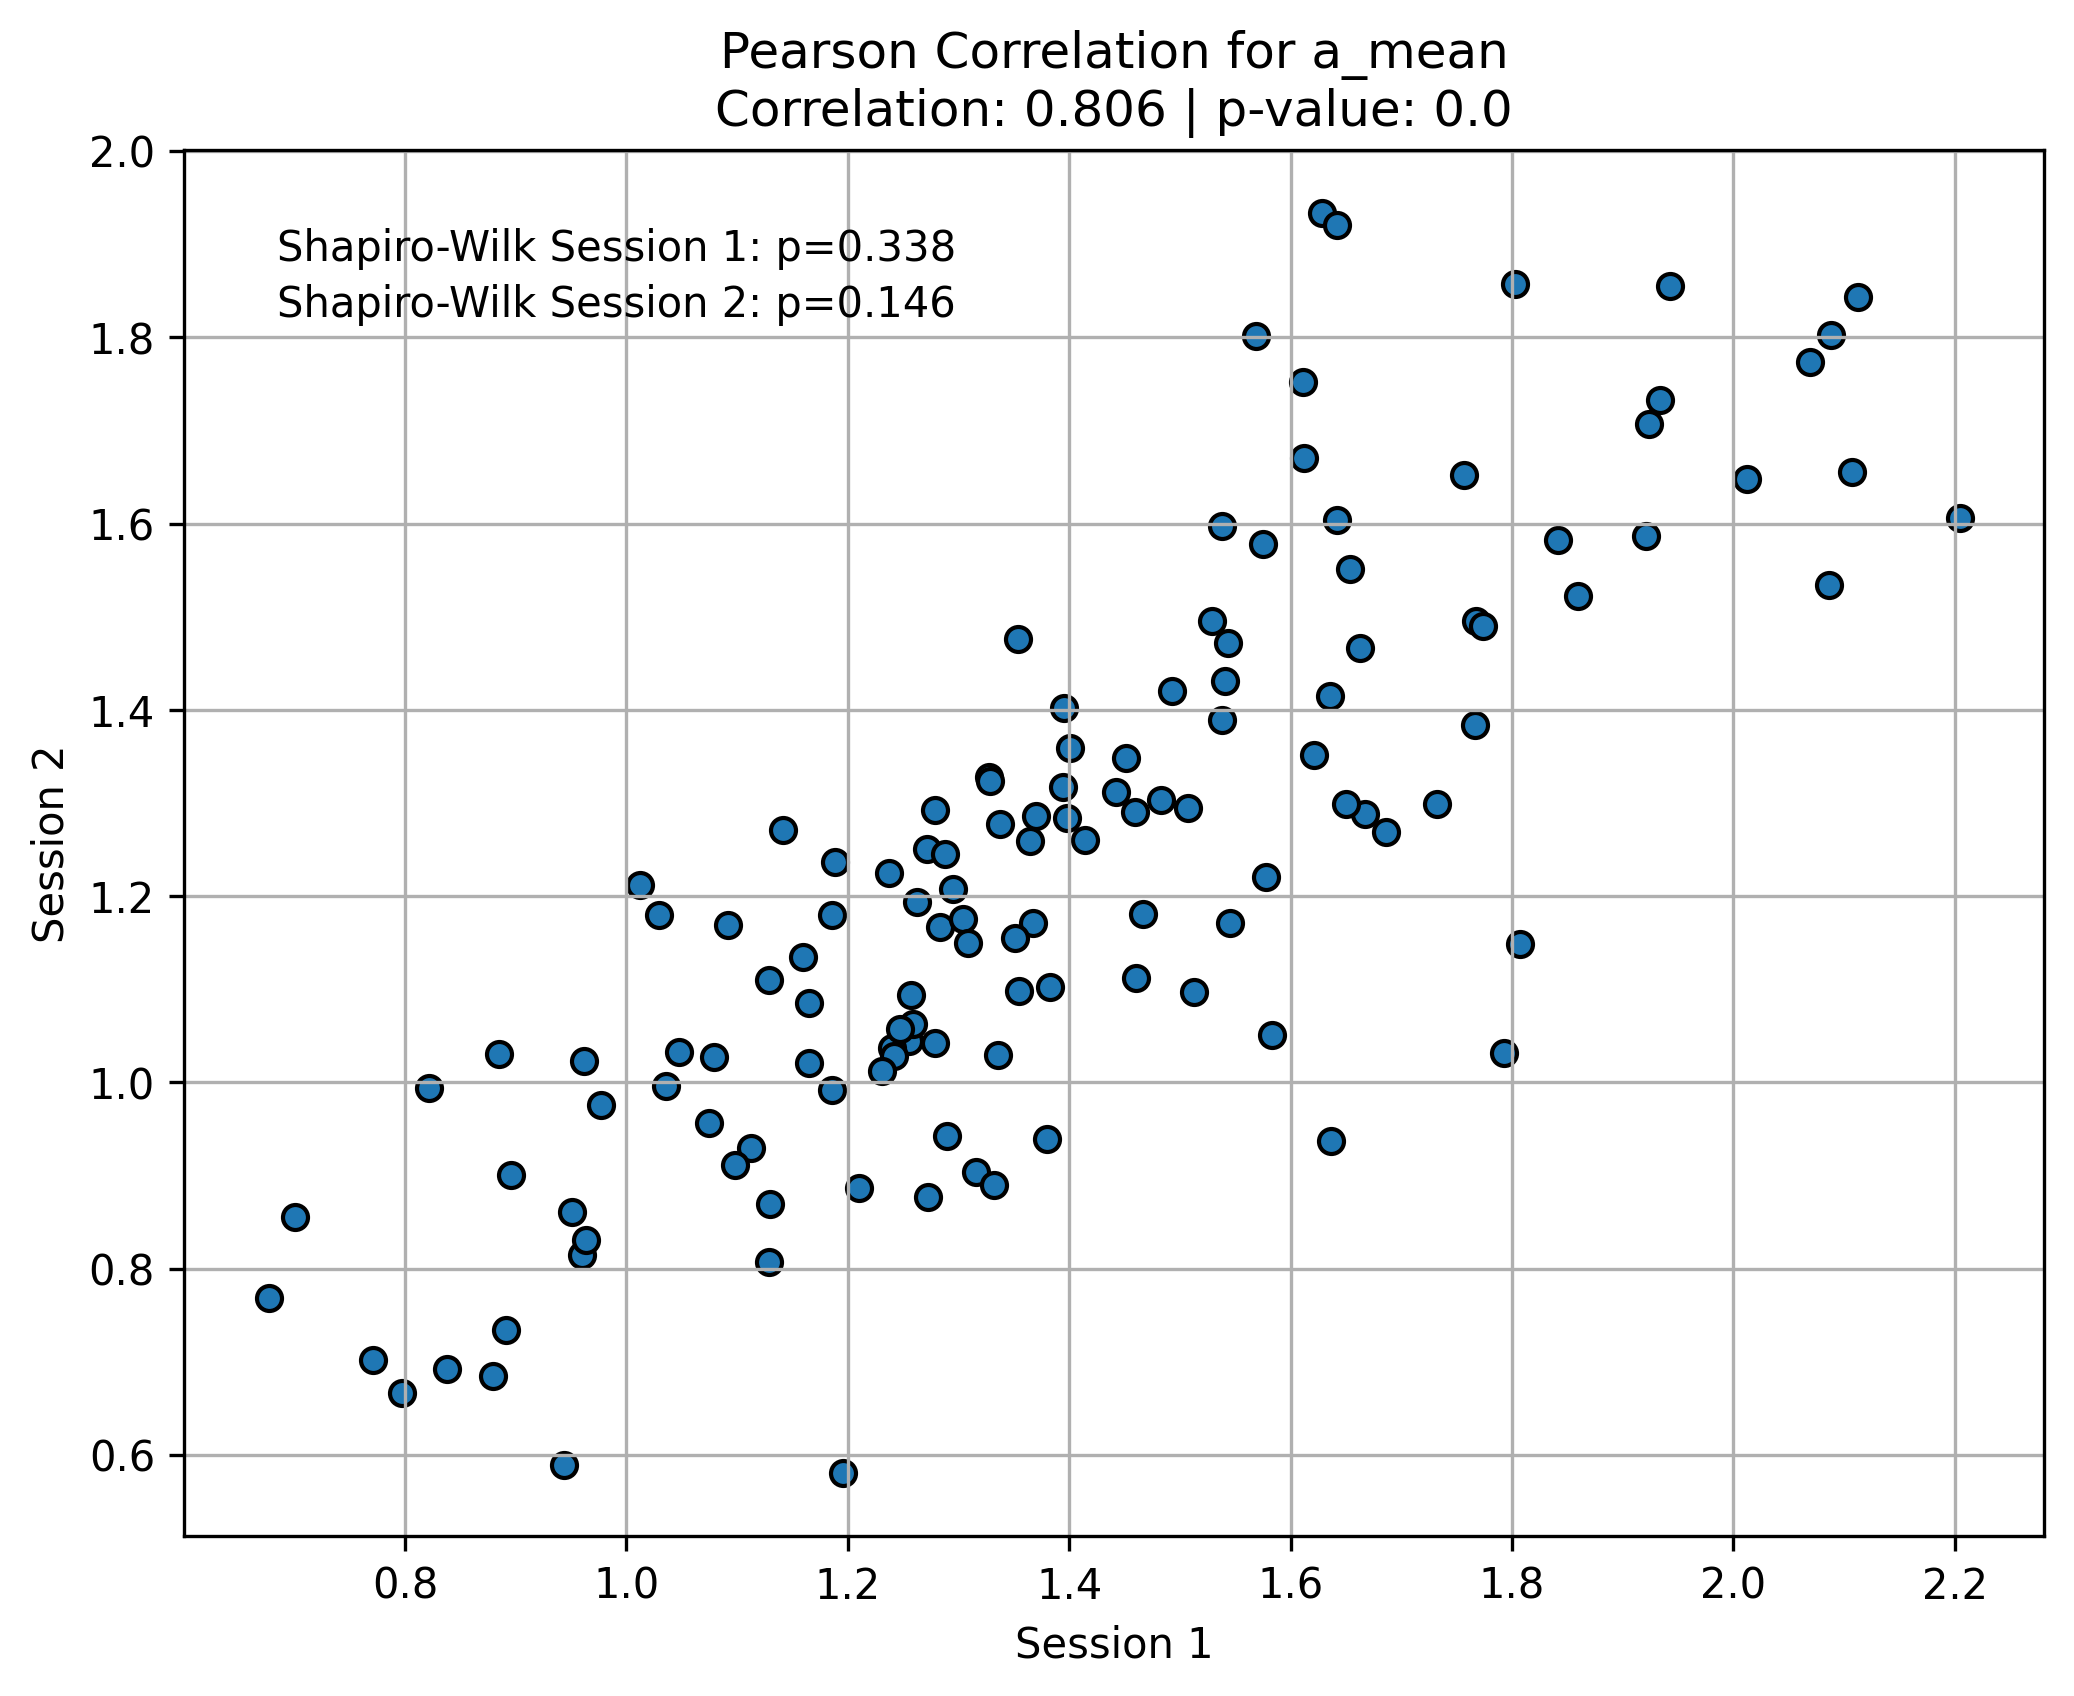 Pearson Correlation for a_mean
Correlation: 0.806 | p-value: 0.0
Shapiro-Wilk Session 1: p=0.338
Shapiro-Wilk Session 2: p=0.146
2.0
1.8
1.6
1.4
1.2
1.0
0.8
0.6
Session 2
0.8 1.0 1.2 1.4 1.6 1.8 2.0 2.2
Session 1